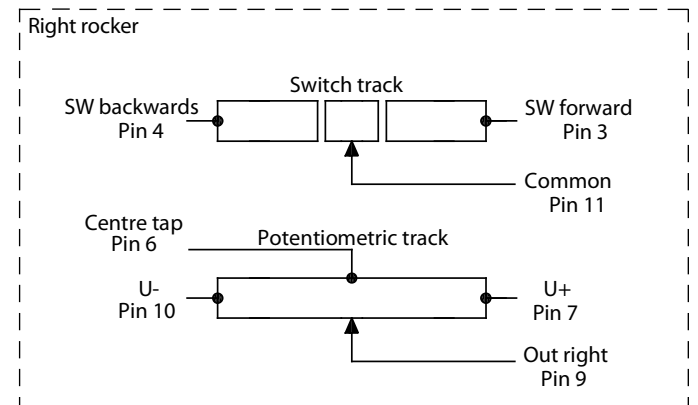 Right rocker
Switch track
SW backwards
Pin 4
SW forward
Pin 3
Common
Pin 11
Centre tap
Pin 6
Potentiometric track
U-
Pin 10
U+
Pin 7
Out right
Pin 9